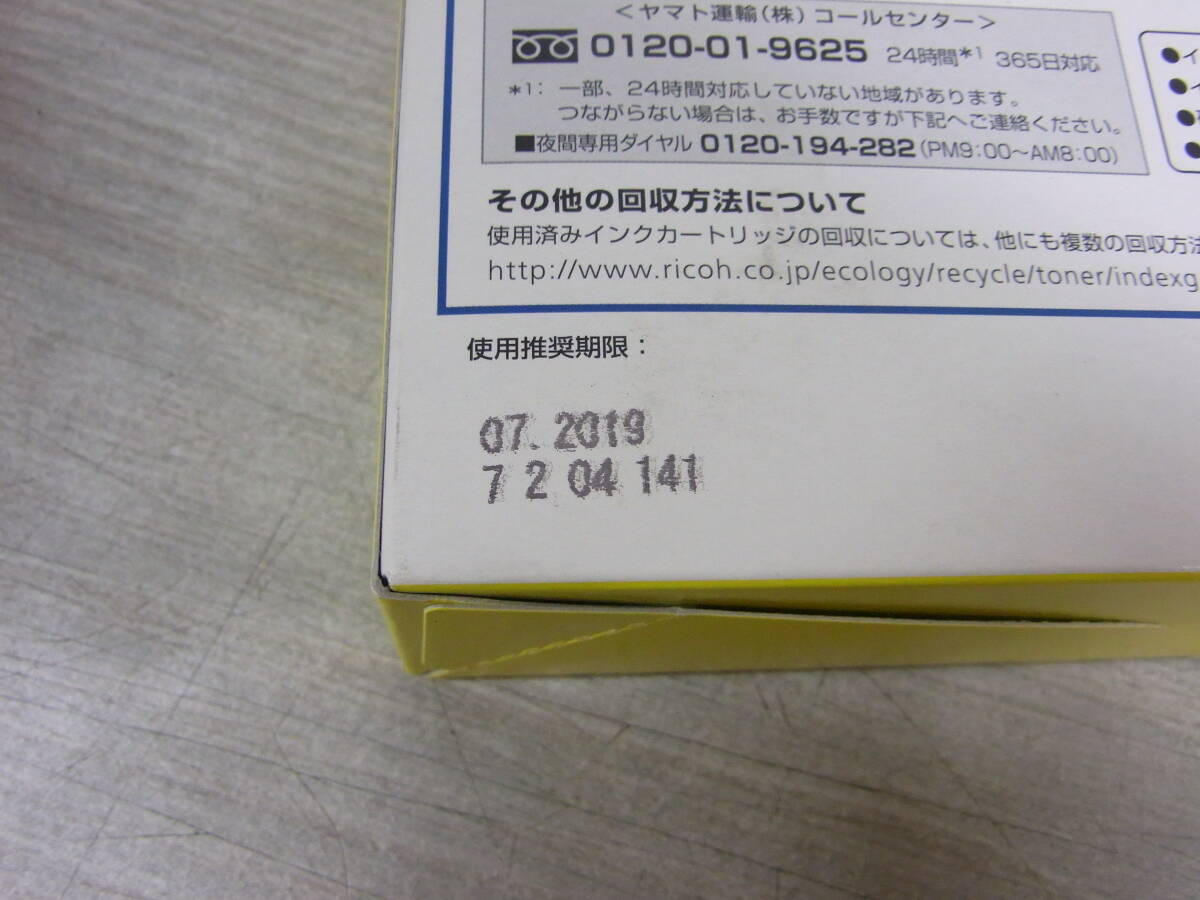 <ヤマト運輸(株)コールセンター>
0120-01-9625 24時間*1 365日対応
*1: 一部、24時間対応していない地域があります。
つながらない場合は、お手数ですが下記へご連絡ください。
■夜間専用ダイヤル 0120-194-282(PM9:00~AM8:00)
●イ
●イ
●
●
その他の回収方法について
使用済みインクカートリッジの回収については、他にも複数の回収方法
http://www.ricoh.co.jp/ecology/recycle/toner/indexg
使用推奨期限:
07. 2019
7 2 04 141